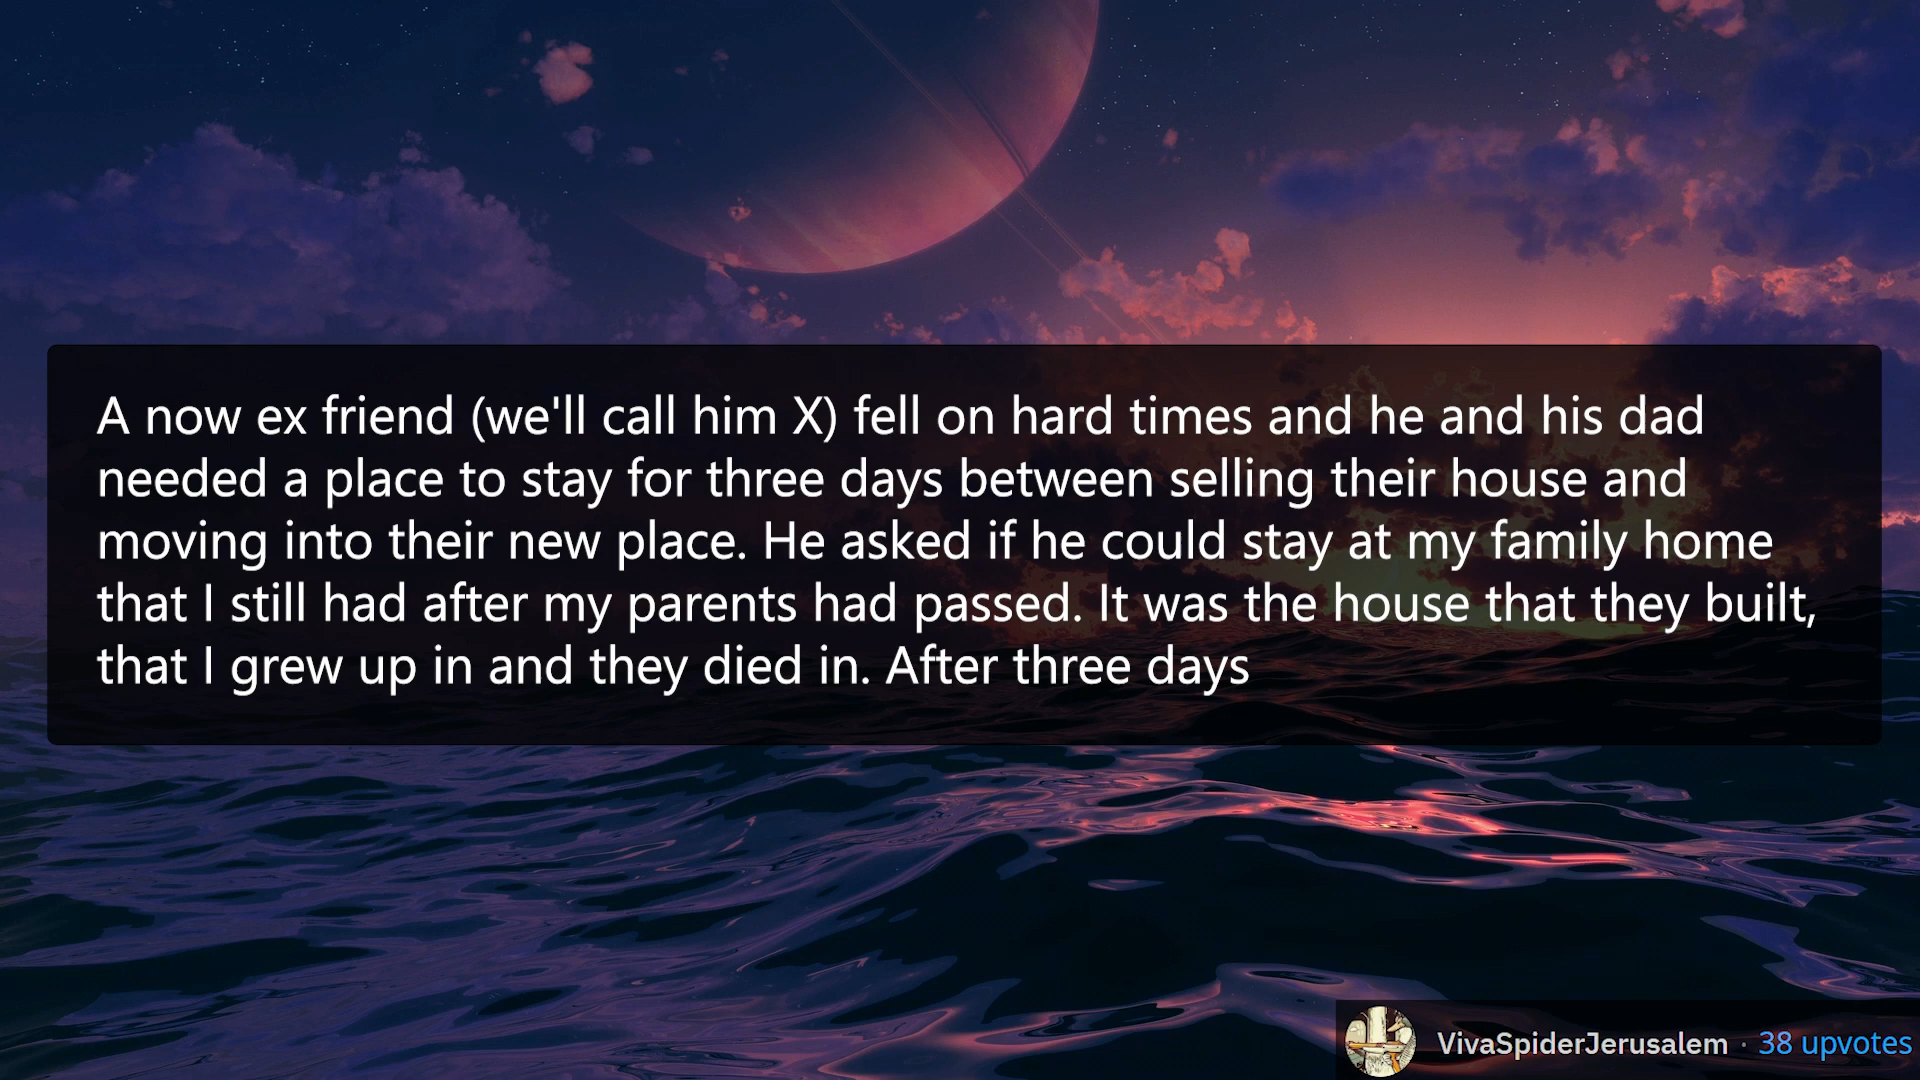 A now ex friend (we'll call him X) fell on hard times and he and his dad
needed a place to stay for three days between selling their house and
moving into their new place. He asked if he could stay at my family home
that I still had after my parents had passed. It was the house that they built,
that I grew up in and they died in. After three days
VivaSpiderJerusalem · 38 upvotes